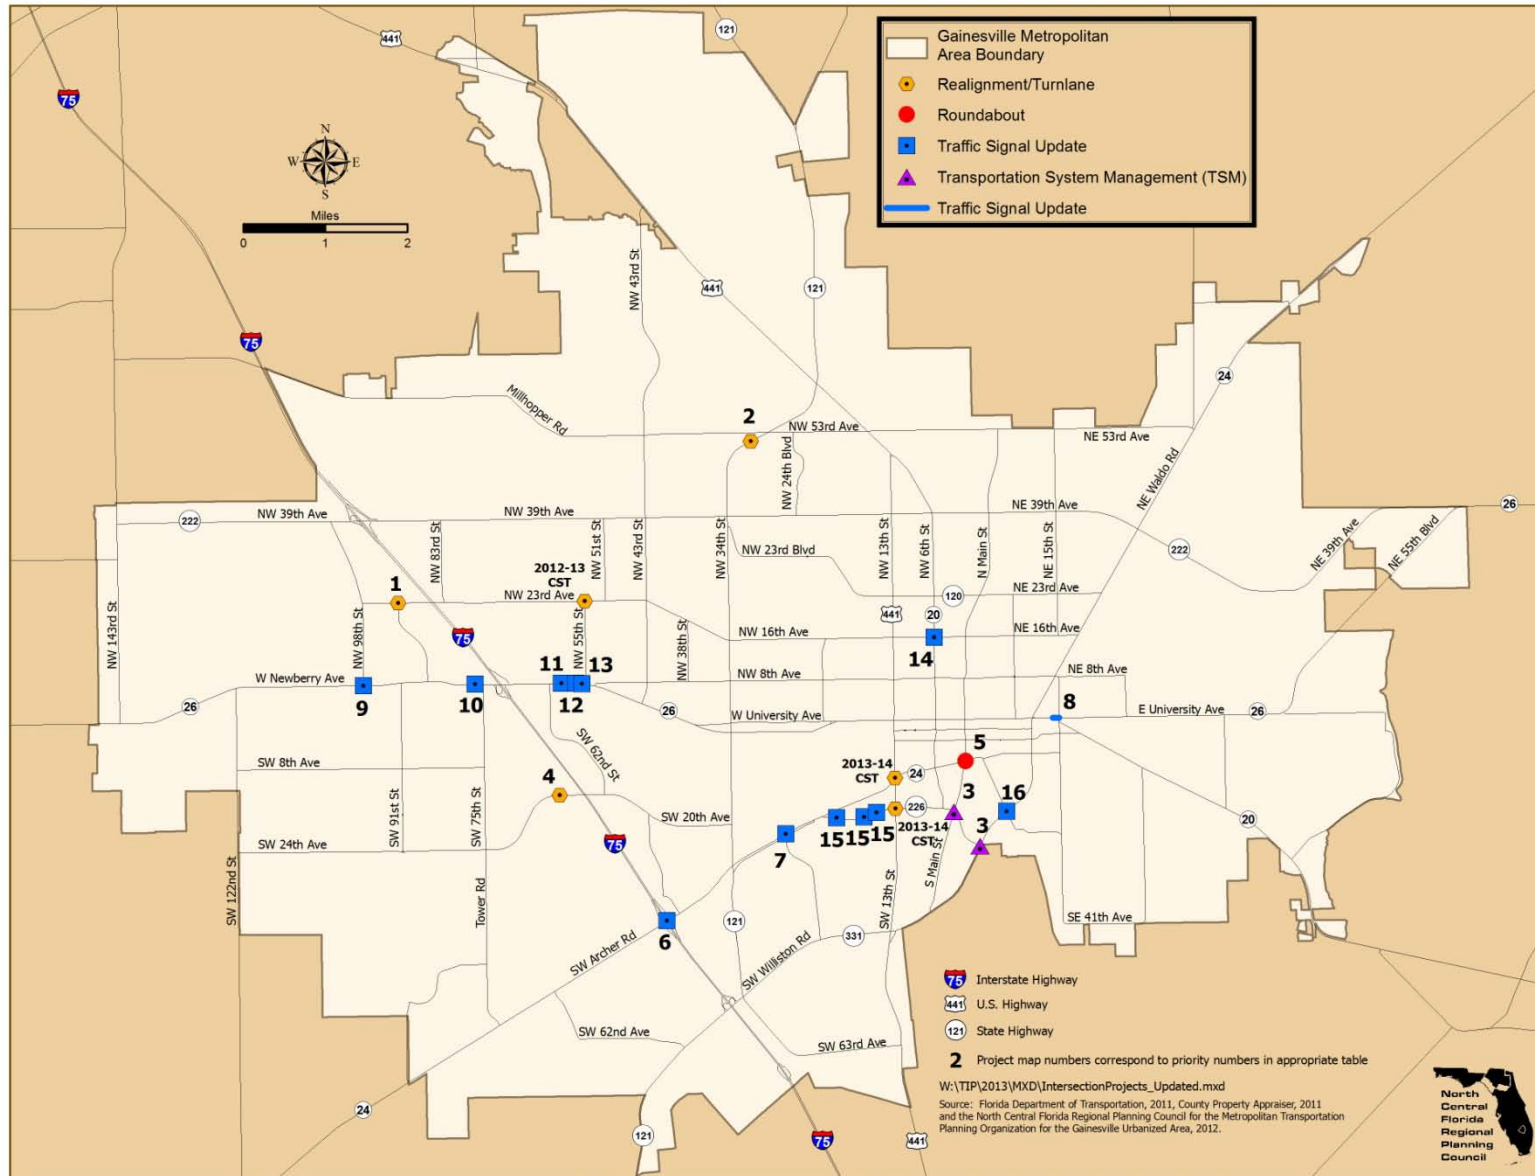 441
121
75
Gainesville Metropolitan
Area Boundary
Realignment/Turnlane
Roundabout
Traffic Signal Update
Transportation System Management (TSM)
Traffic Signal Update
N
W
E
S
Miles
0
1
2
NW 43rd St
441
121
75
24
Millhopper Rd
2
NW 53rd Ave
NE 53rd Ave
NW 24th Blvd
NE Waldo Rd
222
NW 39th Ave
NW 39th Ave
NE 39th Ave
26
222
NE 39th Ave
NE 55th Blvd
NW 83rd St
NW 51st St
NW 43rd St
NW 34th St
NW 23rd Blvd
NW 13th St
NW 6th St
N Main St
NE 15th St
2012-13
CST
1
NW 23rd Ave
120
NE 23rd Ave
441
20
NW 143rd St
NW 98th St
75
NW 55th St
NW 38th St
NW 16th Ave
NE 16th Ave
14
11
13
12
W Newberry Ave
9
10
NW 8th Ave
NE 8th Ave
26
26
W University Ave
8
E University Ave
26
SW 62nd St
5
SW 8th Ave
4
2013-14
CST
24
3
16
SW 91st St
SW 75th St
SW 20th Ave
226
2013-14
CST
15
15
15
3
20
SW 24th Ave
75
7
S Main St
SW 122nd St
Tower Rd
SW 13th St
121
SE 41th Ave
6
331
SW Archer Rd
SW Williston Rd
SW 62nd Ave
SW 63rd Ave
24
121
75
441
75
Interstate Highway
441
U.S. Highway
121
State Highway
2
Project map numbers correspond to priority numbers in appropriate table
W:\TIP\2013\MXD\IntersectionProjects_Updated.mxd
Source: Florida Department of Transportation, 2011, County Property Appraiser, 2011
and the North Central Florida Regional Planning Council for the Metropolitan Transportation
Planning Organization for the Gainesville Urbanized Area, 2012.
North
Central
Florida
Regional
Planning
Council